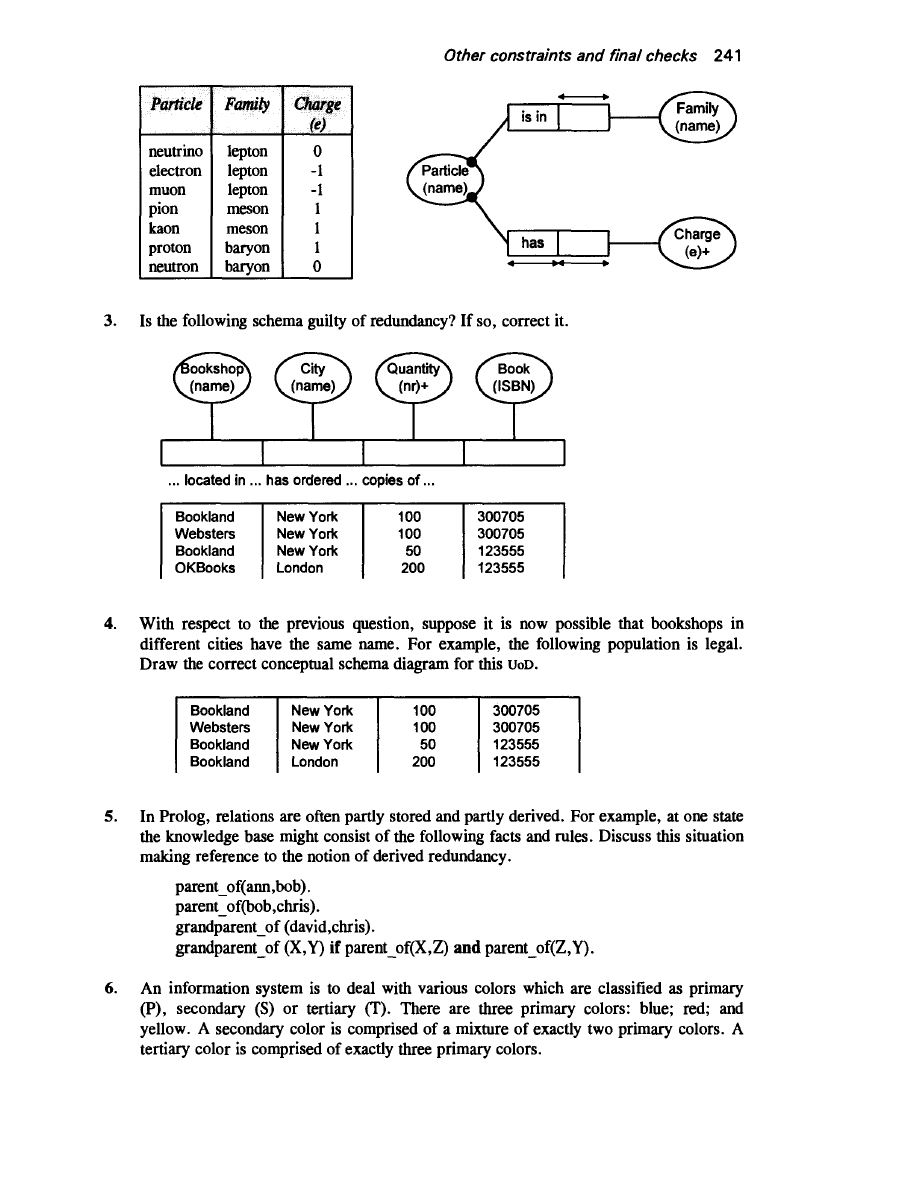 Other constraints and final checks 241
Particle Family Charge
(e)
neutrino lepton 0
electron lepton -1
muon lepton -1
pion meson 1
kaon meson 1
proton baryon 1
neutron baryon 0
is in
Family
(name)
Particle
(name)
has
Charge
(e)+
3. Is the following schema guilty of redundancy? If so, correct it.
Bookshop City Quantity Book
(name) (name) (nr)+ (ISBN)
... located in ... has ordered ... copies of ...
Bookland New York 100 300705
Websters New York 100 300705
Bookland New York 50 123555
OKBooks London 200 123555
4. With respect to the previous question, suppose it is now possible that bookshops in
different cities have the same name. For example, the following population is legal.
Draw the correct conceptual schema diagram for this UoD.
Bookland New York 100 300705
Websters New York 100 300705
Bookland New York 50 123555
Bookland London 200 123555
5. In Prolog, relations are often partly stored and partly derived. For example, at one state
the knowledge base might consist of the following facts and rules. Discuss this situation
making reference to the notion of derived redundancy.
parent_of(ann,bob).
parent_of(bob,chris).
grandparent_of (david,chris).
grandparent_of (X,Y) if parent_of(X,Z) and parent_of(Z,Y).
6. An information system is to deal with various colors which are classified as primary
(P), secondary (S) or tertiary (T). There are three primary colors: blue; red; and
yellow. A secondary color is comprised of a mixture of exactly two primary colors. A
tertiary color is comprised of exactly three primary colors.